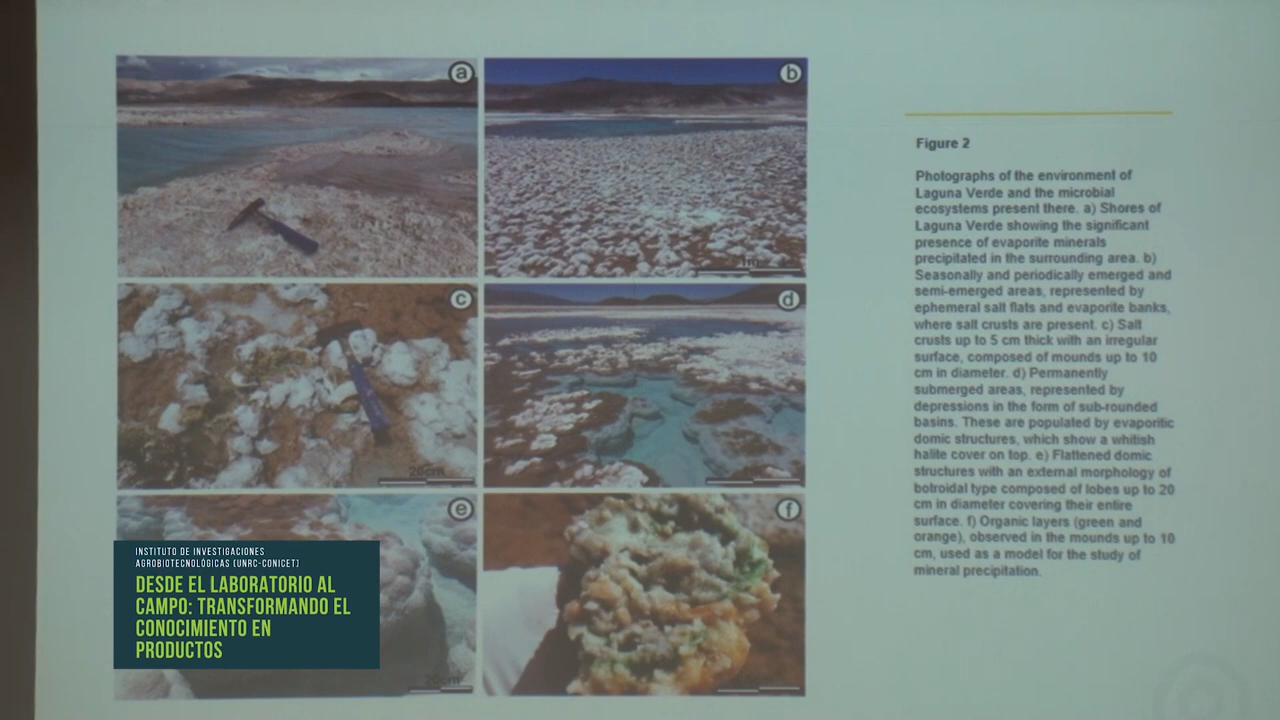 a
b
1m
c
20cm
d
e
20cm
f
Figure 2
Photographs of the environment of
Laguna Verde and the microbial
ecosystems present there. a) Shores of
Laguna Verde showing the significant
presence of evaporite minerals
precipitated in the surrounding area. b)
Seasonally and periodically emerged and
semi-emerged areas, represented by
ephemeral salt flats and evaporite banks,
where salt crusts are present. c) Salt
crusts up to 5 cm thick with an irregular
surface, composed of mounds up to 10
cm in diameter. d) Permanently
submerged areas, represented by
depressions in the form of sub-rounded
basins. These are populated by evaporitic
domic structures, which show a whitish
halite cover on top. e) Flattened domic
structures with an external morphology of
botroidal type composed of lobes up to 20
cm in diameter covering their entire
surface. f) Organic layers (green and
orange), observed in the mounds up to 10
cm, used as a model for the study of
mineral precipitation.
INSTITUTO DE INVESTIGACIONES
AGROBIOTECNOLÓGICAS (UNRC-CONICET)
DESDE EL LABORATORIO AL
CAMPO: TRANSFORMANDO EL
CONOCIMIENTO EN
PRODUCTOS